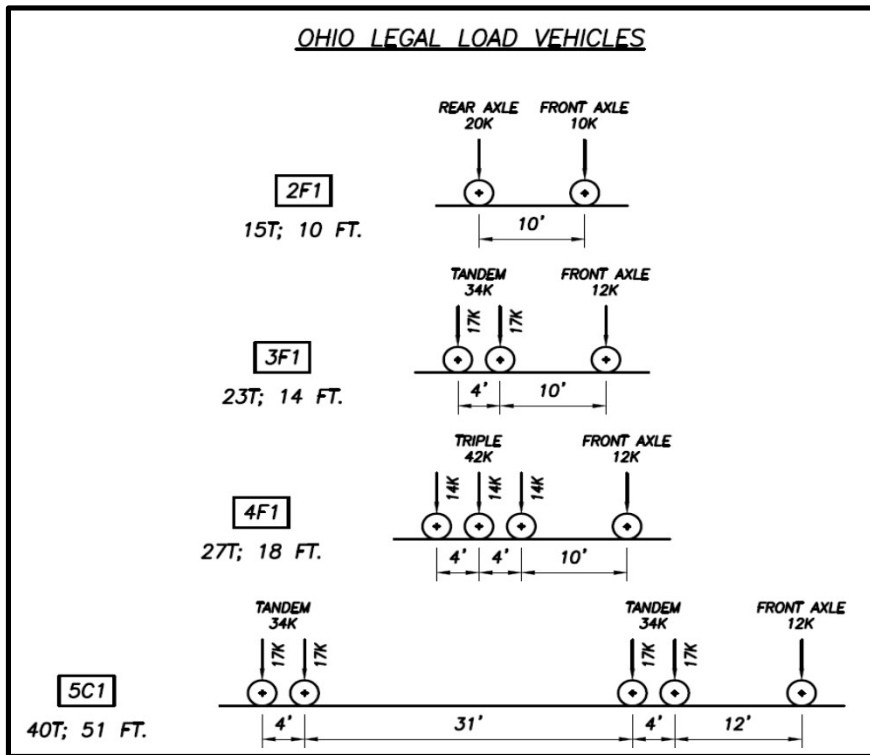 OHIO LEGAL LOAD VEHICLES
REAR AXLE FRONT AXLE
20K 10K
2F1
15T; 10 FT.
10'
TANDEM FRONT AXLE
34K 12K
17K 17K
3F1
23T; 14 FT.
4' 10'
TRIPLE FRONT AXLE
42K 12K
14K 14K 14K
4F1
27T; 18 FT.
4' 4' 10'
TANDEM TANDEM FRONT AXLE
34K 34K 12K
17K 17K 17K 17K
5C1
40T; 51 FT.
4' 31' 4' 12'